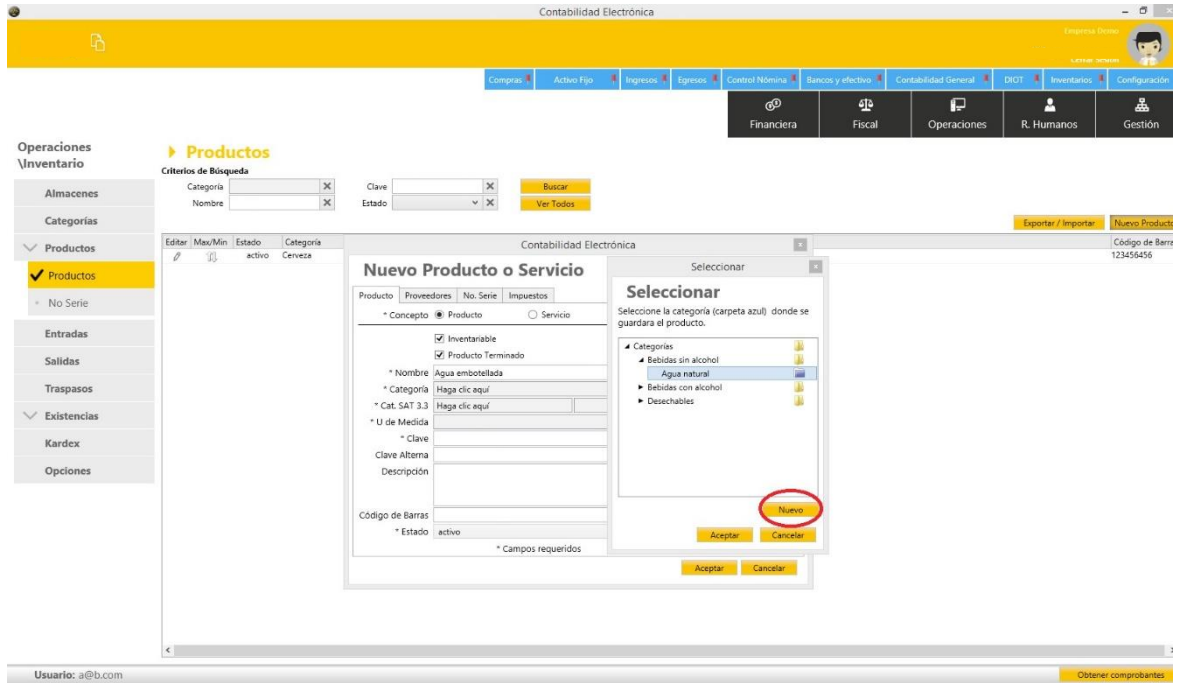 Contabilidad Electrónica
Empresa Demo
Cerrar Sesión
Compras Activo Fijo Ingresos Egresos Control Nómina Bancos y efectivo Contabilidad General DIOT Inventarios Configuración
Financiera Fiscal Operaciones R. Humanos Gestión
Operaciones
\Inventario
Almacenes
Categorías
Productos
Productos
No Serie
Entradas
Salidas
Traspasos
Existencias
Kardex
Opciones
Productos
Criterios de Búsqueda
Categoría Clave Buscar
Nombre Estado Ver Todos
Exportar / Importar Nuevo Producto
Editar Max/Min Estado Categoría Código de Barra
activo Cerveza 123456456
Contabilidad Electrónica
Nuevo Producto o Servicio
Producto Proveedores No. Serie Impuestos
* Concepto Producto Servicio
Inventariable
Producto Terminado
* Nombre Agua embotellada
* Categoría Haga clic aquí
* Cat. SAT 3.3 Haga clic aquí
* U de Medida
* Clave
Clave Alterna
Descripción
Código de Barras
* Estado activo
* Campos requeridos
Aceptar Cancelar
Seleccionar
Seleccionar
Seleccione la categoría (carpeta azul) donde se
guardara el producto.
Categorías
Bebidas sin alcohol
Agua natural
Bebidas con alcohol
Desechables
Nuevo
Aceptar Cancelar
Usuario: a@b.com
Obtener comprobantes